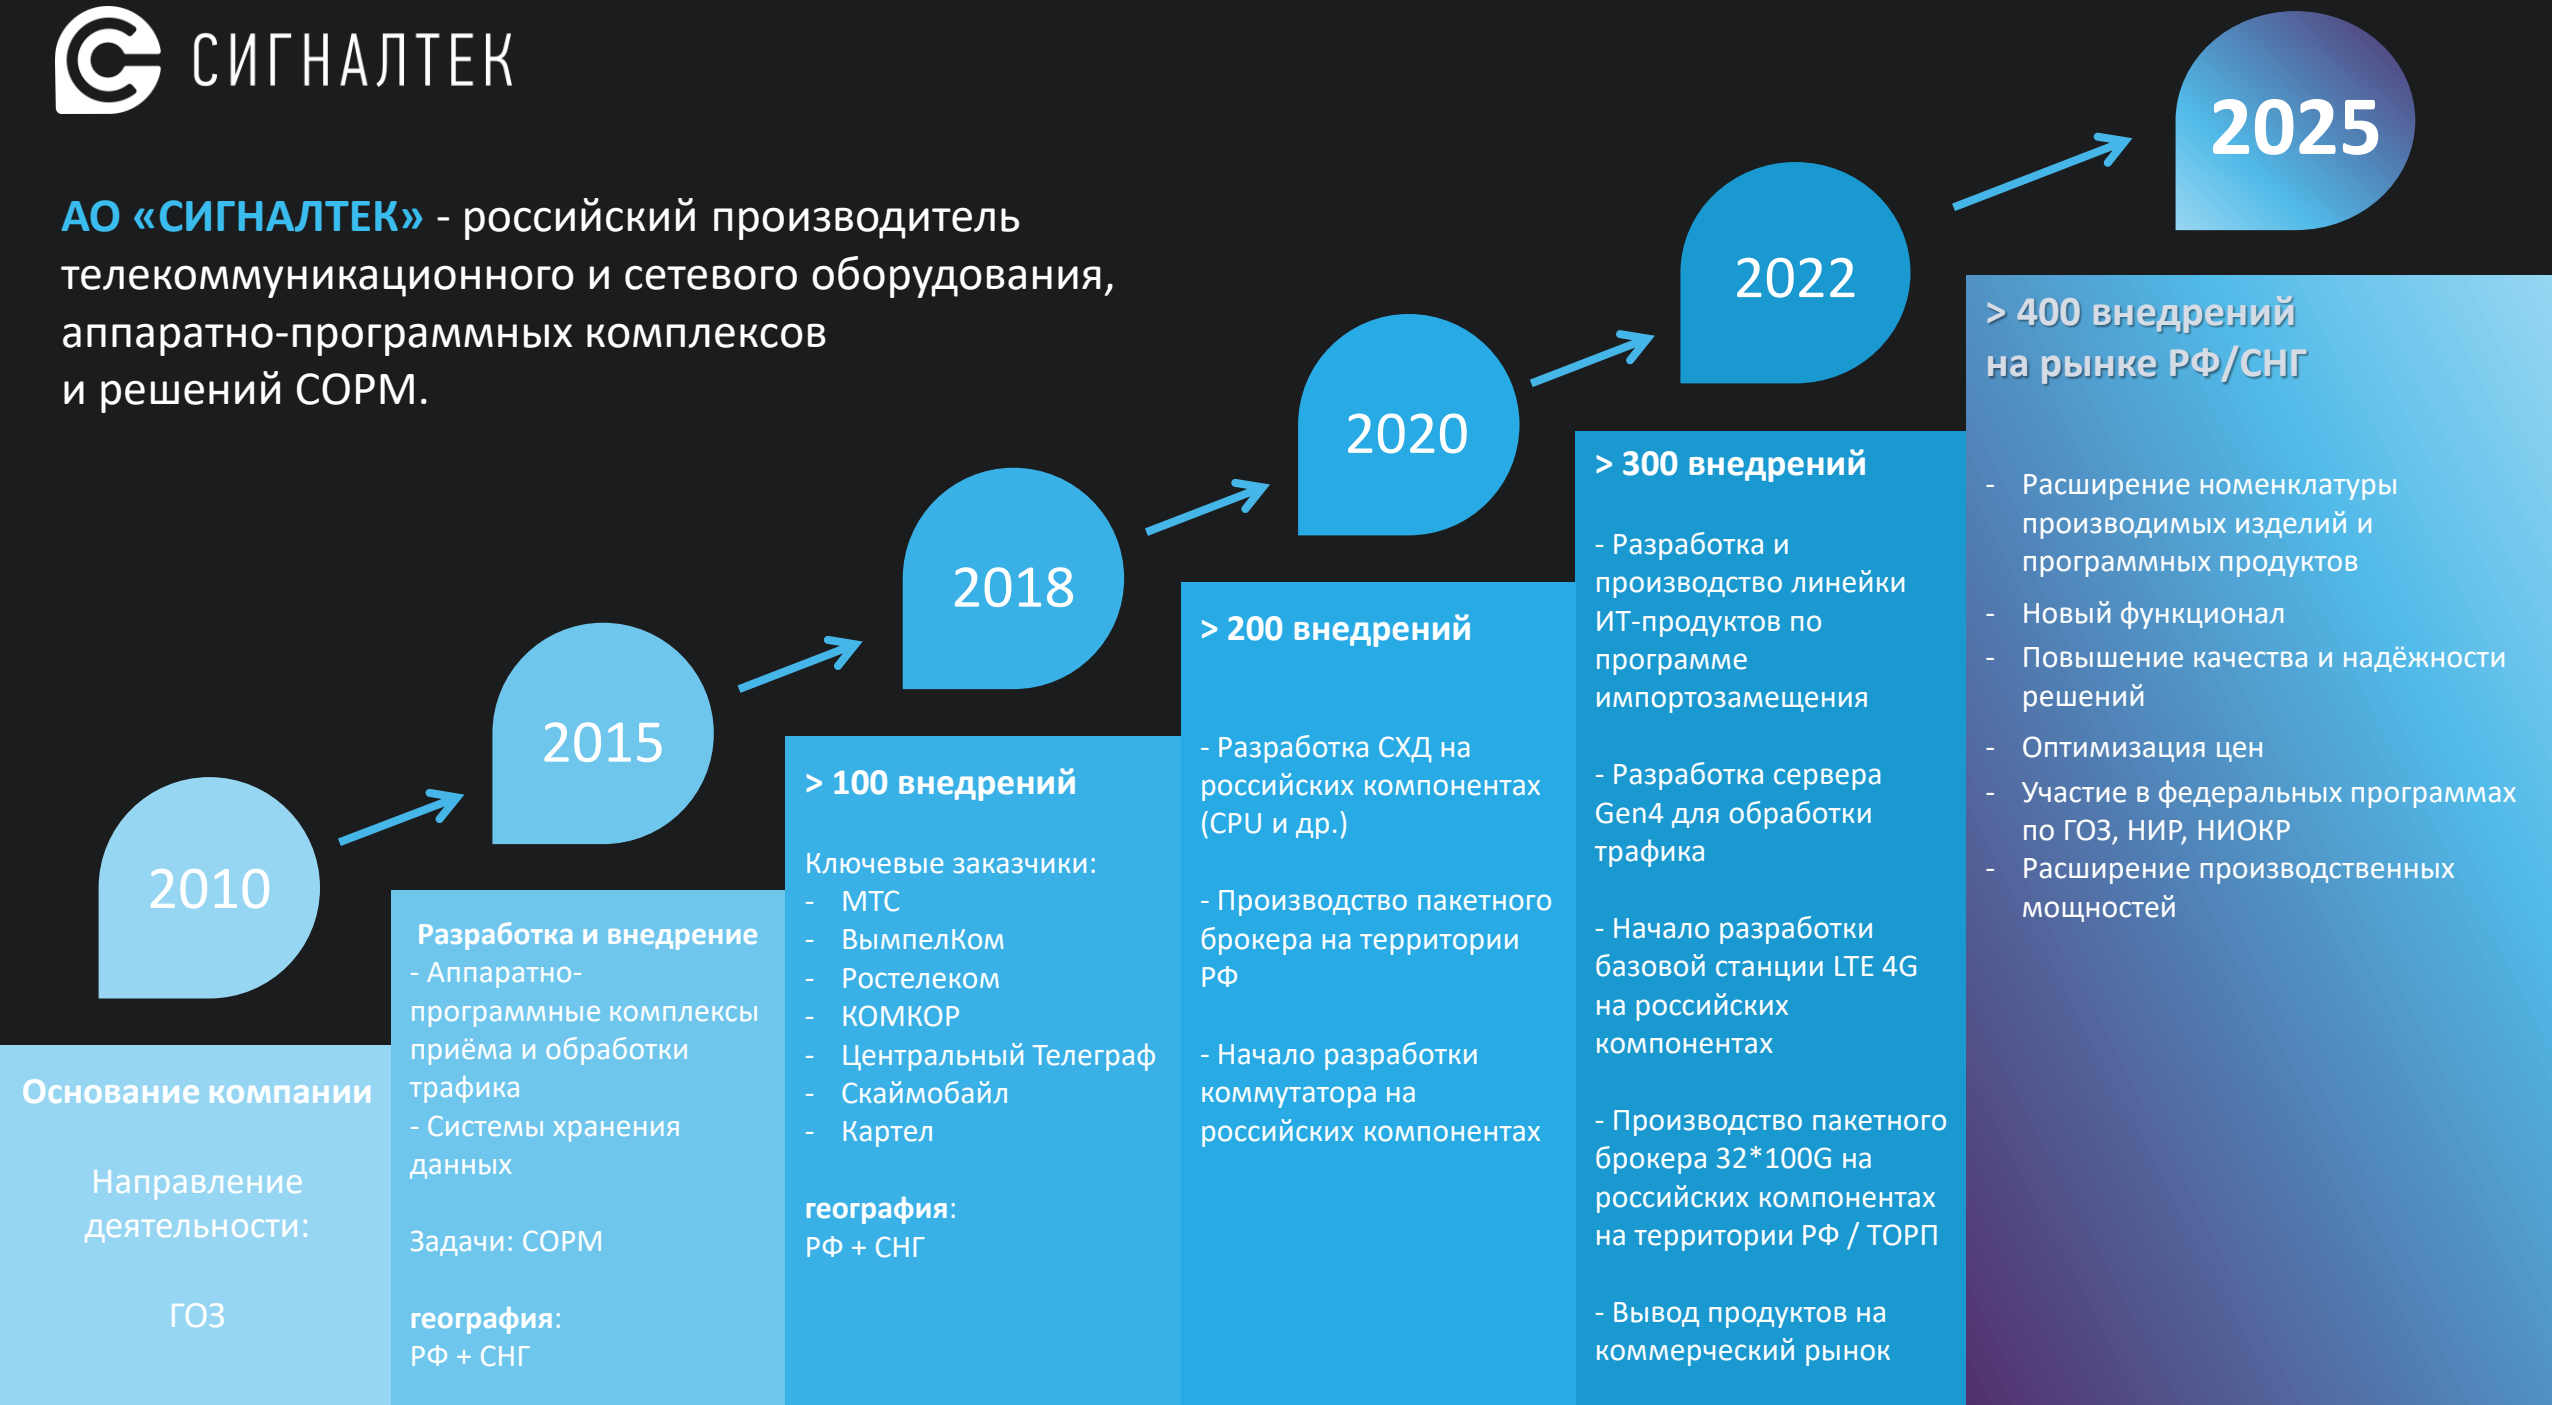 СИГНАЛТЕК
АО «СИГНАЛТЕК» - российский производитель
телекоммуникационного и сетевого оборудования,
аппаратно-программных комплексов
и решений СОРМ.
2010
Основание компании
Направление
деятельности:
ГОЗ
2015
Разработка и внедрение
- Аппаратно-
программные комплексы
приёма и обработки
трафика
- Системы хранения
данных
Задачи: СОРМ
география:
РФ + СНГ
2018
> 100 внедрений
Ключевые заказчики:
- МТС
- ВымпелКом
- Ростелеком
- КОМКОР
- Центральный Телеграф
- Скаймобайл
- Картел
география:
РФ + СНГ
2020
> 200 внедрений
- Разработка СХД на
российских компонентах
(CPU и др.)
- Производство пакетного
брокера на территории
РФ
- Начало разработки
коммутатора на
российских компонентах
2022
> 300 внедрений
- Разработка и
производство линейки
ИТ-продуктов по
программе
импортозамещения
- Разработка сервера
Gen4 для обработки
трафика
- Начало разработки
базовой станции LTE 4G
на российских
компонентах
- Производство пакетного
брокера 32*100G на
российских компонентах
на территории РФ / ТОРП
- Вывод продуктов на
коммерческий рынок
2025
> 400 внедрений
на рынке РФ/СНГ
- Расширение номенклатуры
производимых изделий и
программных продуктов
- Новый функционал
- Повышение качества и надёжности
решений
- Оптимизация цен
- Участие в федеральных программах
по ГОЗ, НИР, НИОКР
- Расширение производственных
мощностей